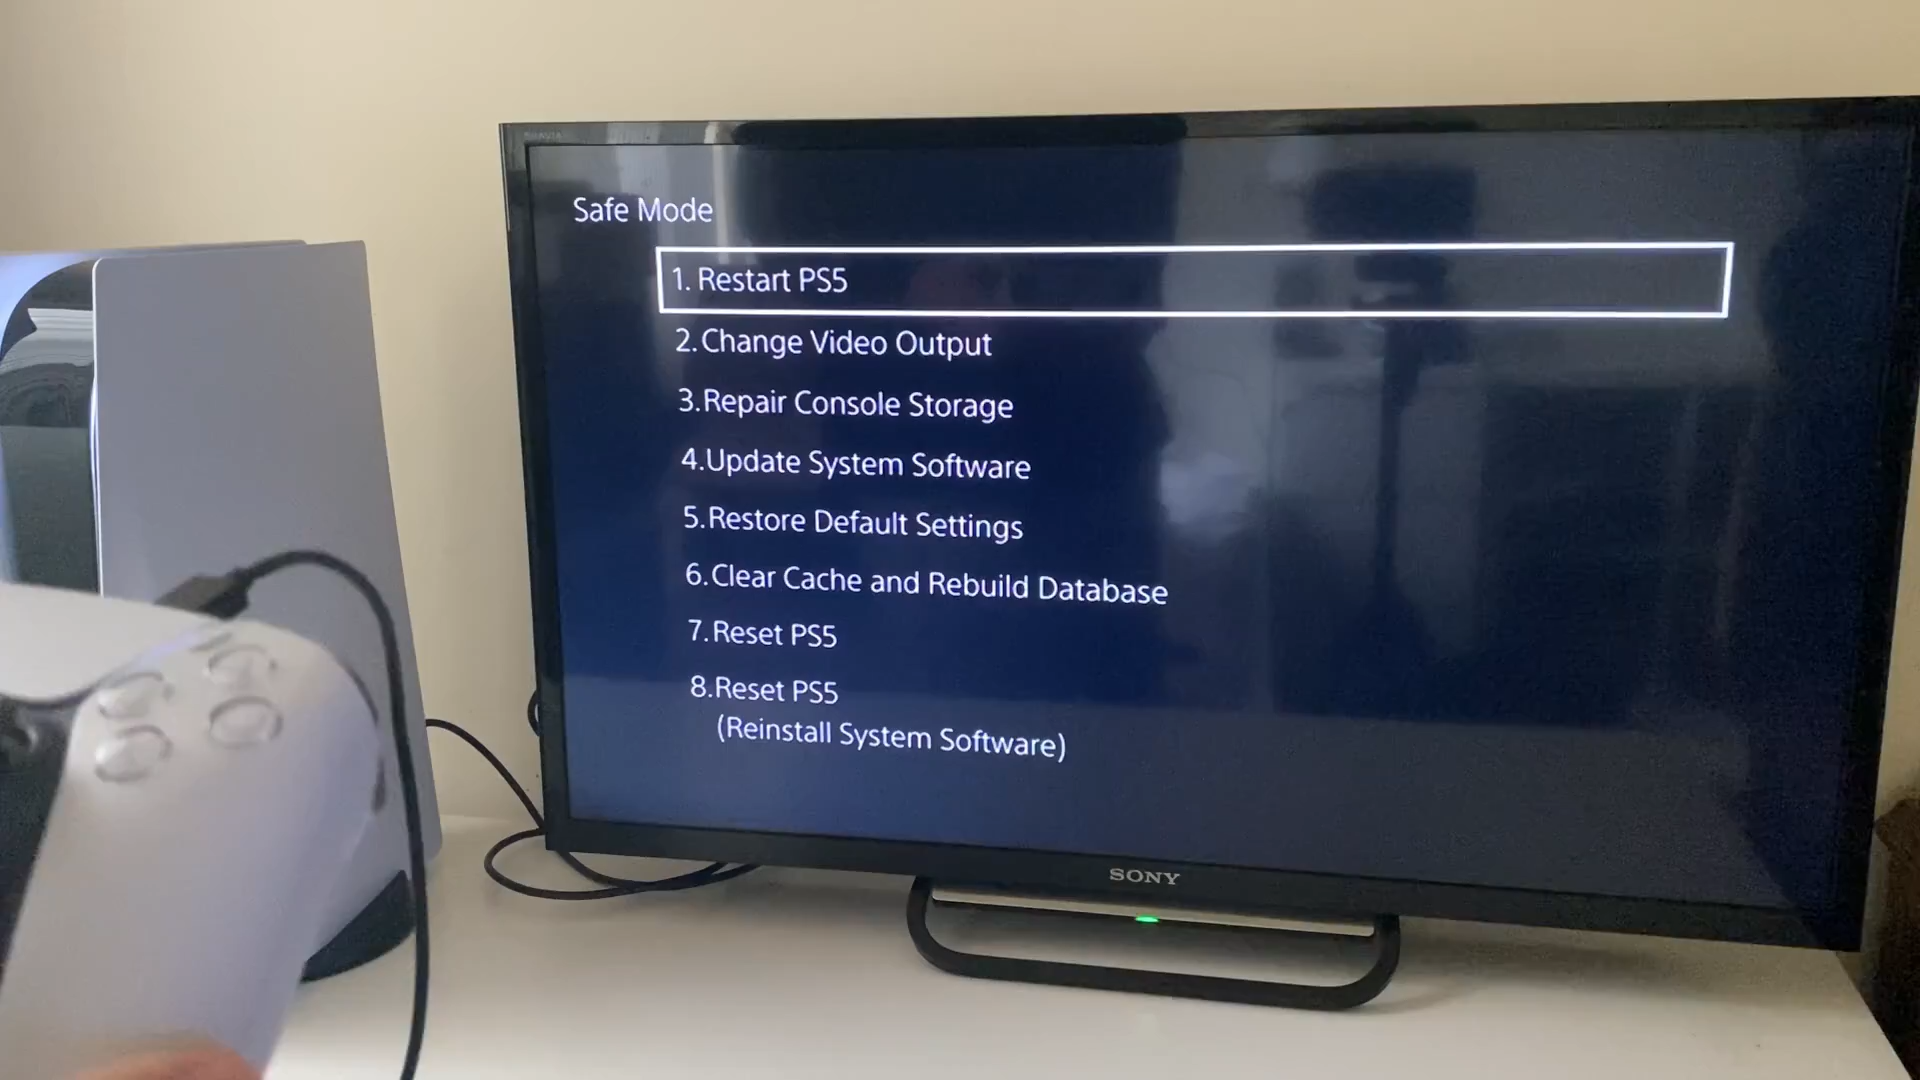 Safe Mode
1. Restart PS5
2. Change Video Output
3. Repair Console Storage
4. Update System Software
5. Restore Default Settings
6. Clear Cache and Rebuild Database
7. Reset PS5
8. Reset PS5
(Reinstall System Software)
SONY